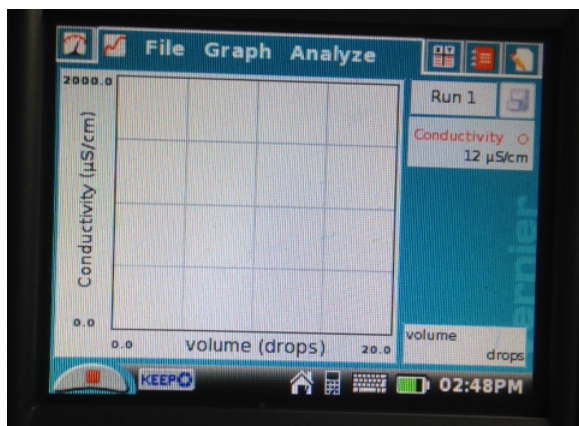 File Graph Analyze
2000.0
Conductivity (µS/cm)
0.0
0.0
volume (drops)
20.0
Run 1
Conductivity
12 µS/cm
ernier
volume
drops
KEEP
02:48PM